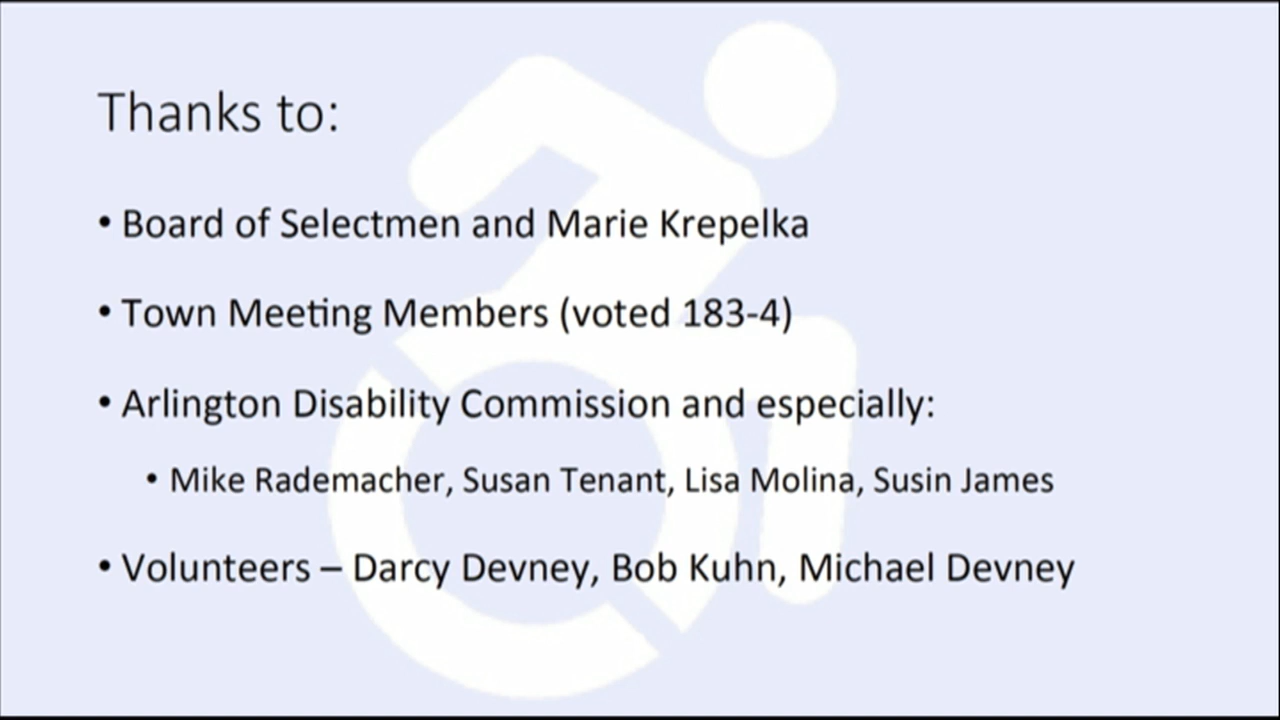 Thanks to:
• Board of Selectmen and Marie Krepelka
• Town Meeting Members (voted 183-4)
• Arlington Disability Commission and especially:
• Mike Rademacher, Susan Tenant, Lisa Molina, Susin James
• Volunteers – Darcy Devney, Bob Kuhn, Michael Devney